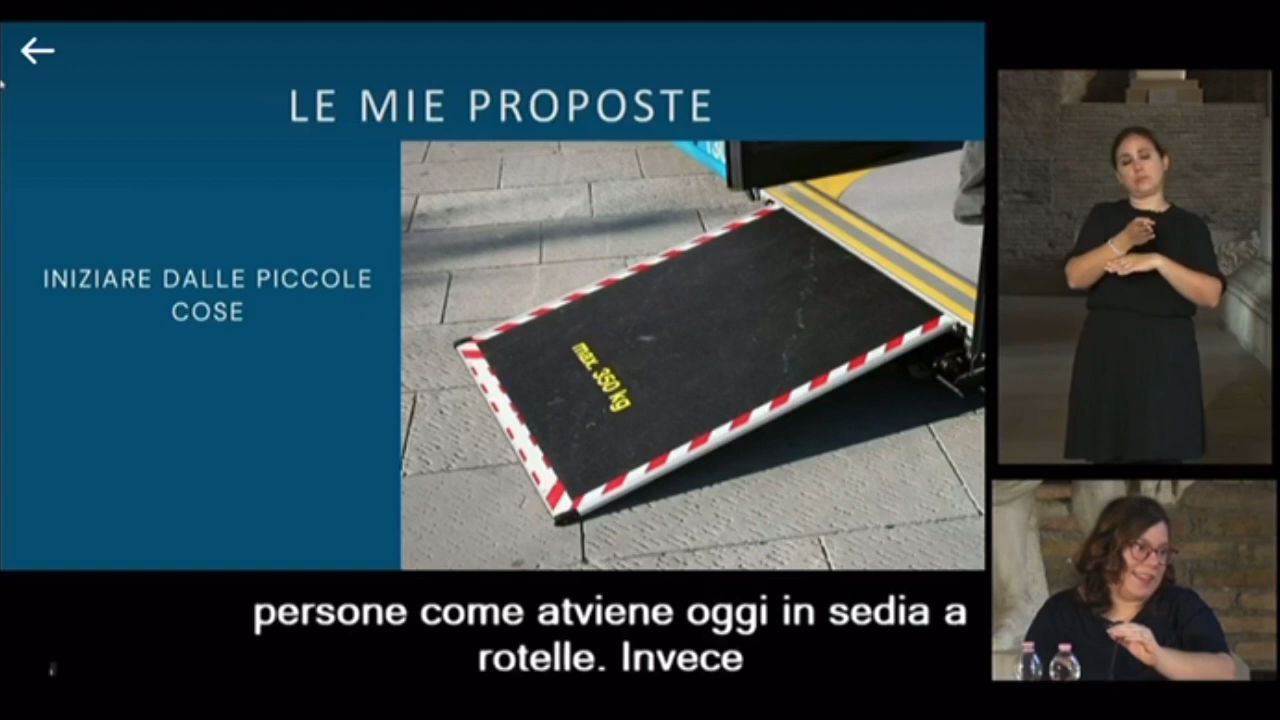 LE MIE PROPOSTE
INIZIARE DALLE PICCOLE
COSE
max. 350 kg
persone come atviene oggi in sedia a
rotelle. Invece